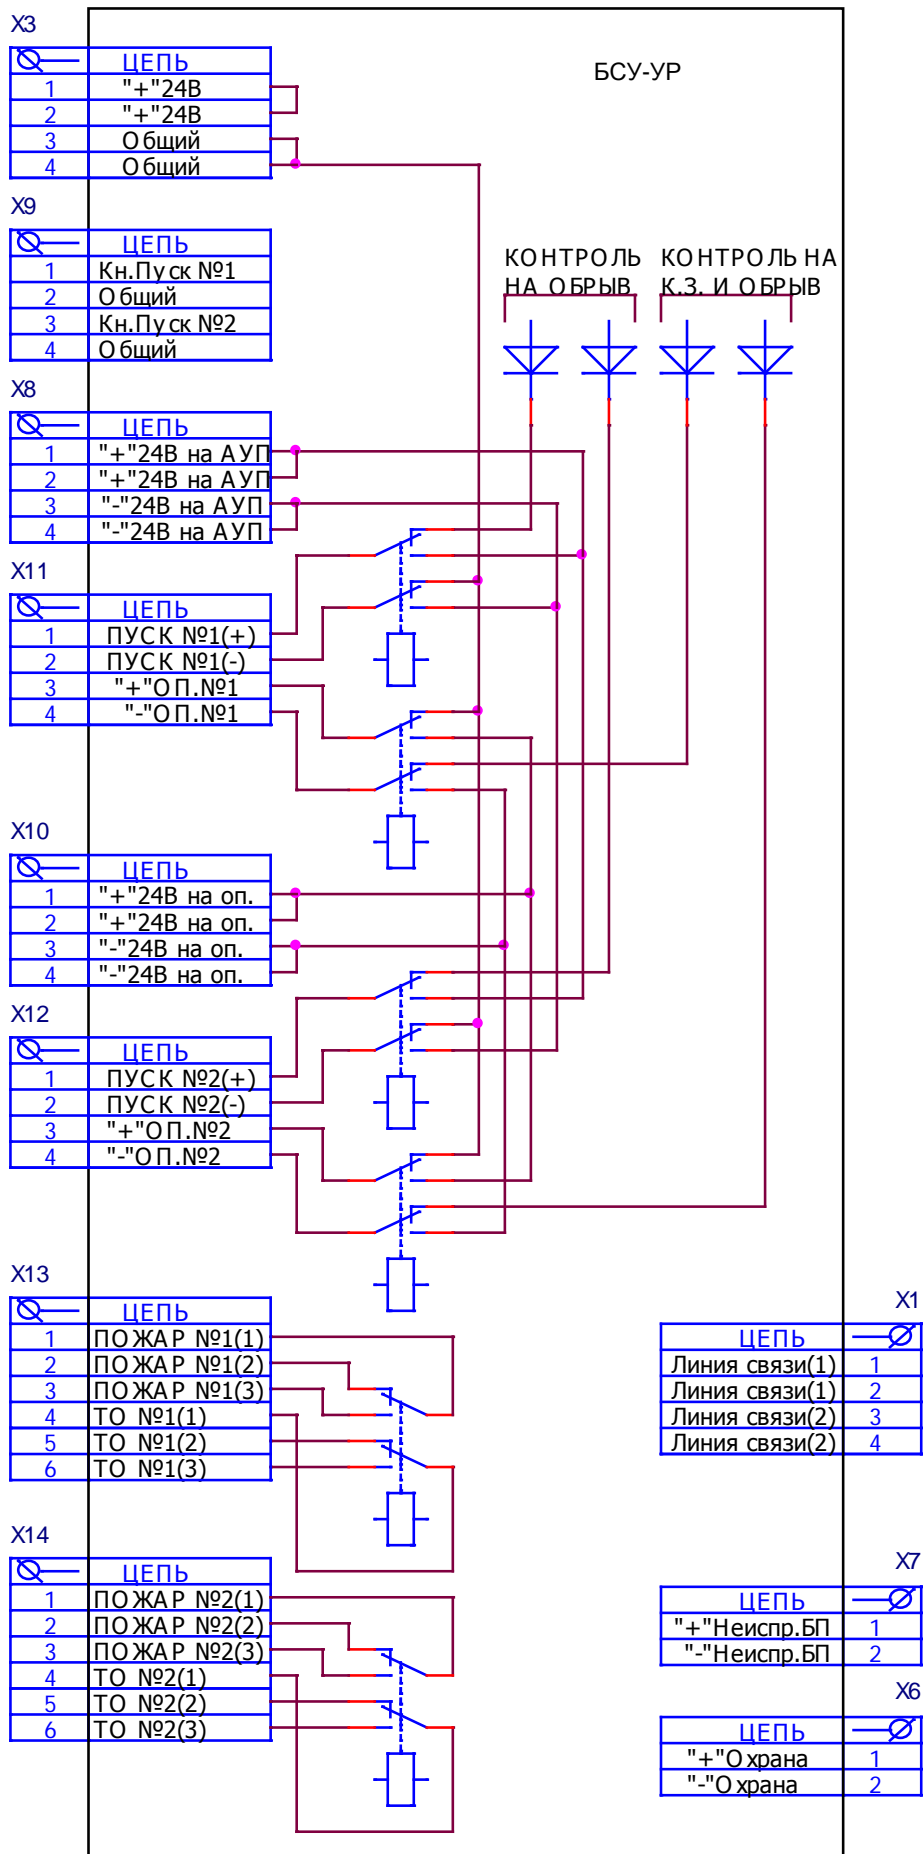 X3
ЦЕПЬ
1 "+"24В
2 "+"24В
3 Общий
4 Общий
БСУ-УР
X9
ЦЕПЬ
1 Кн.Пуск №1
2 Общий
3 Кн.Пуск №2
4 Общий
КОНТРОЛЬ
НА ОБРЫВ
КОНТРОЛЬ НА
К.З. И ОБРЫВ
X8
ЦЕПЬ
1 "+"24В на АУП
2 "+"24В на АУП
3 "-"24В на АУП
4 "-"24В на АУП
X11
ЦЕПЬ
1 ПУСК №1(+)
2 ПУСК №1(-)
3 "+"ОП.№1
4 "-"ОП.№1
X10
ЦЕПЬ
1 "+"24В на оп.
2 "+"24В на оп.
3 "-"24В на оп.
4 "-"24В на оп.
X12
ЦЕПЬ
1 ПУСК №2(+)
2 ПУСК №2(-)
3 "+"ОП.№2
4 "-"ОП.№2
X13
ЦЕПЬ
1 ПОЖАР №1(1)
2 ПОЖАР №1(2)
3 ПОЖАР №1(3)
4 ТО №1(1)
5 ТО №1(2)
6 ТО №1(3)
X1
ЦЕПЬ
Линия связи(1) 1
Линия связи(1) 2
Линия связи(2) 3
Линия связи(2) 4
X14
ЦЕПЬ
1 ПОЖАР №2(1)
2 ПОЖАР №2(2)
3 ПОЖАР №2(3)
4 ТО №2(1)
5 ТО №2(2)
6 ТО №2(3)
X7
ЦЕПЬ
"+"Неиспр.БП 1
"-"Неиспр.БП 2
X6
ЦЕПЬ
"+"Охрана 1
"-"Охрана 2